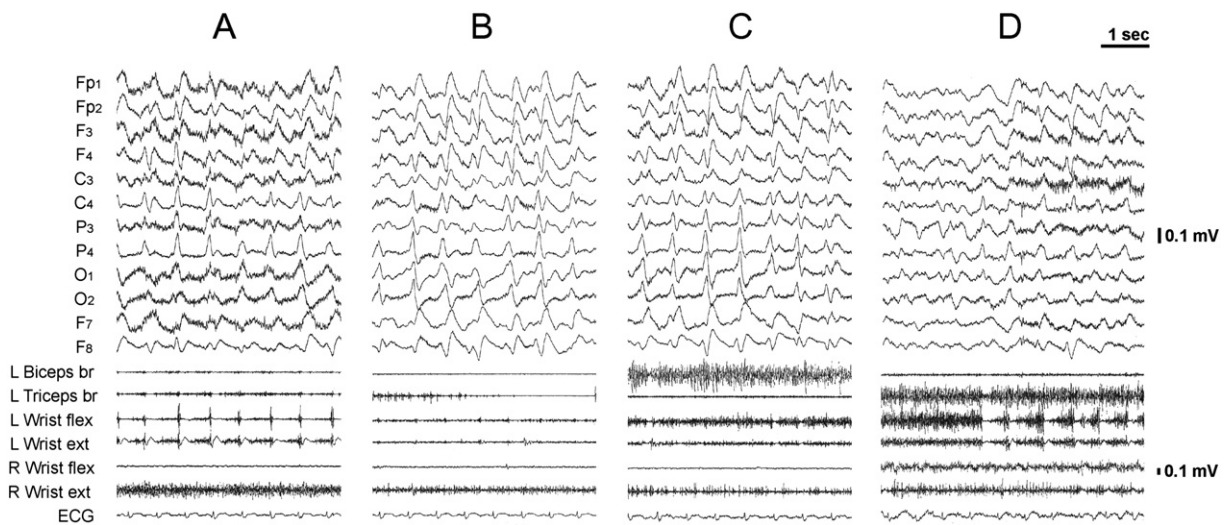 A B C D
1 sec
Fp1
Fp2
F3
F4
C3
C4
P3
P4
O1
O2
F7
F8
0.1 mV
L Biceps br
L Triceps br
L Wrist flex
L Wrist ext
R Wrist flex
R Wrist ext
ECG
0.1 mV